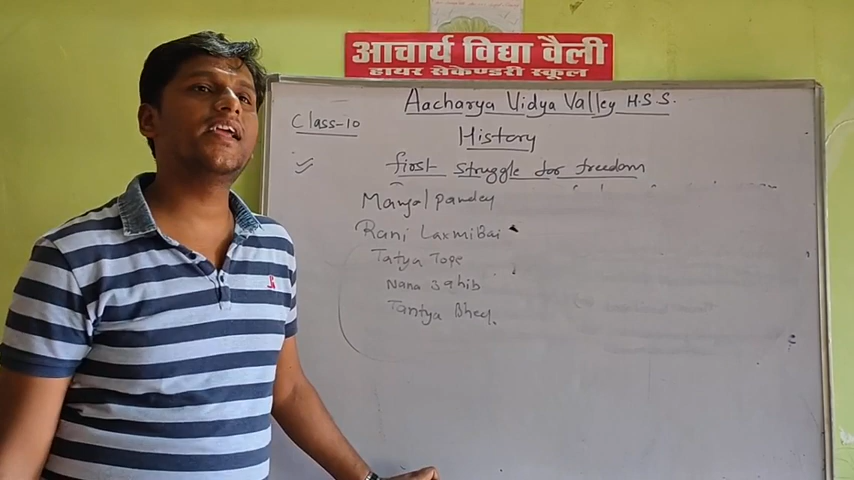 आचार्य विद्या वैली
हायर सेकेण्डरी स्कूल
Aacharya Vidya Valley H.S.S.
Class-10
History
first struggle for freedom
Mangal pandey
Rani LaxmiBai
Tatya Tope
Nana Sahib
Tantya Bheel.